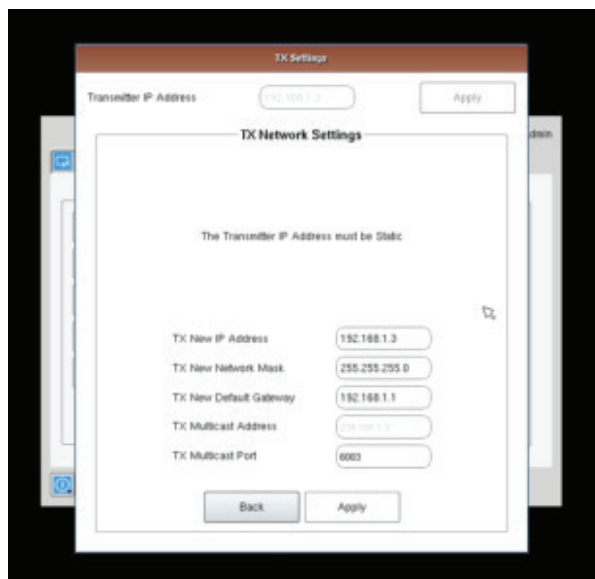 TX Settings
Transmitter IP Address 192.168.1.3 Apply
TX Network Settings
The Transmitter IP Address must be Static
TX New IP Address 192.168.1.3
TX New Network Mask 255.255.255.0
TX New Default Gateway 192.168.1.1
TX Multicast Address
TX Multicast Port 6003
Back Apply